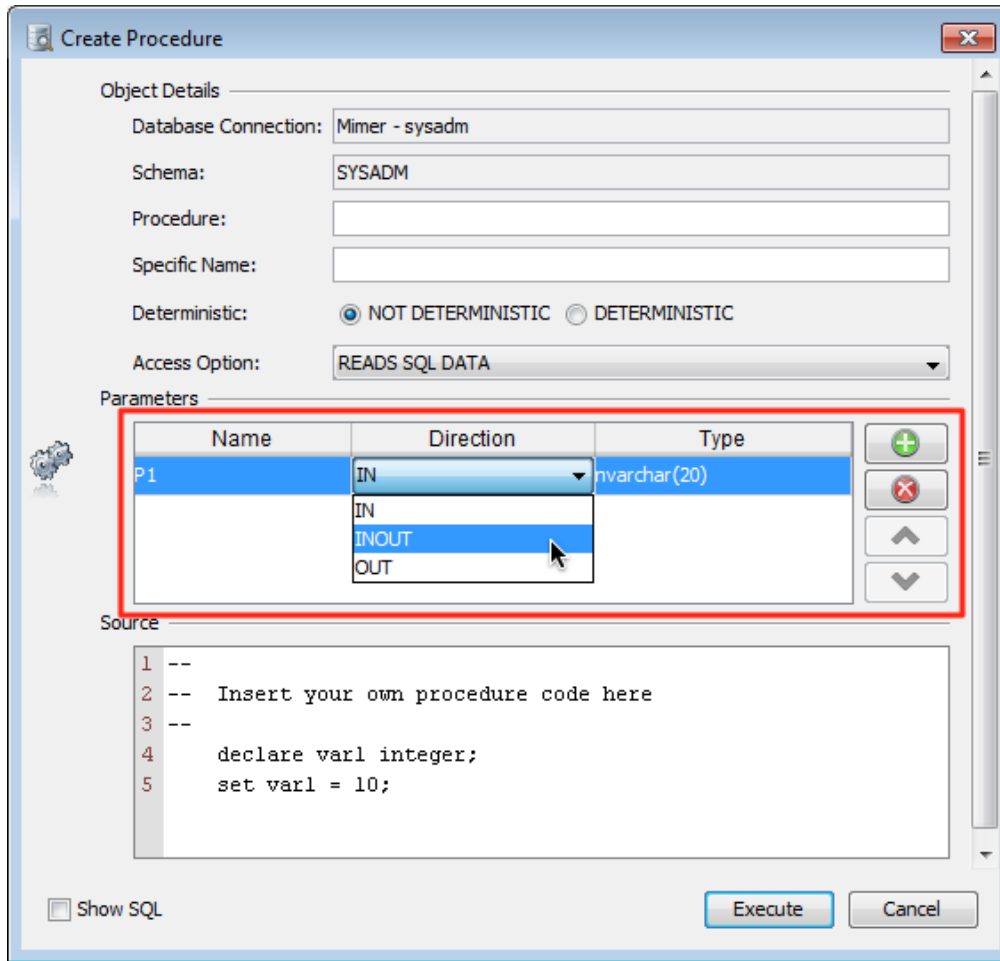 Create Procedure
Object Details
Database Connection: Mimer - sysadm
Schema: SYSADM
Procedure:
Specific Name:
Deterministic: NOT DETERMINISTIC DETERMINISTIC
Access Option: READS SQL DATA
Parameters
Name Direction Type
P1 IN nvarchar(20)
IN
INOUT
OUT
Source
1 --
2 -- Insert your own procedure code here
3 --
4 declare var1 integer;
5 set var1 = 10;
Show SQL Execute Cancel